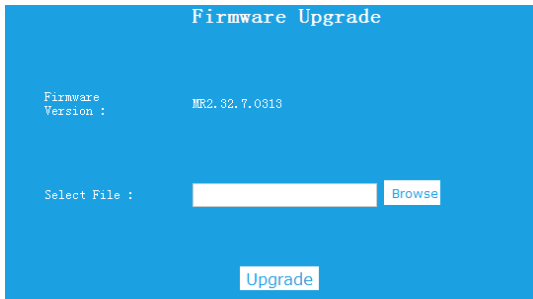 Firmware Upgrade
Firmware
Version :
MR2.32.7.0313
Select File :
Browse
Upgrade